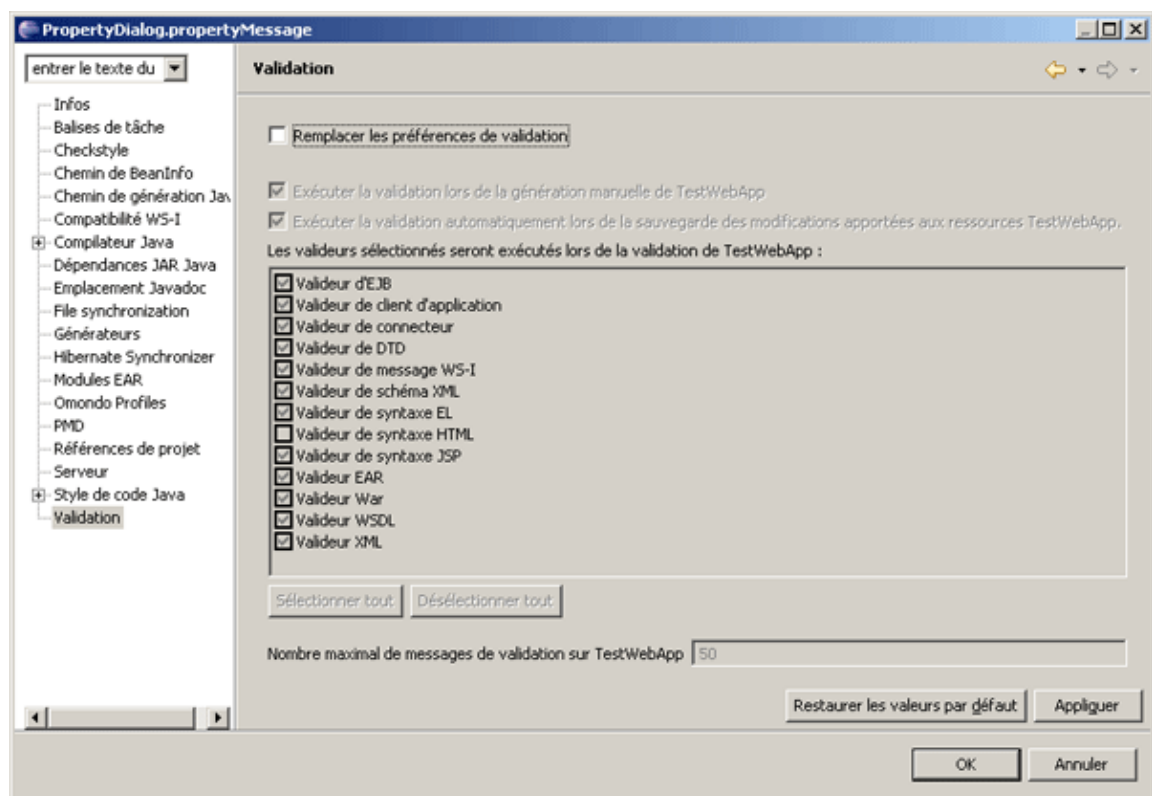 PropertyDialog.propertyMessage
entrer le texte du
Validation
Infos
Balises de tâche
Checkstyle
Chemin de BeanInfo
Chemin de génération Jav
Compatibilité WS-I
Compilateur Java
Dépendances JAR Java
Emplacement Javadoc
File synchronization
Générateurs
Hibernate Synchronizer
Modules EAR
Omondo Profiles
PMD
Références de projet
Serveur
Style de code Java
Validation
Remplacer les préférences de validation
Exécuter la validation lors de la génération manuelle de TestWebApp
Exécuter la validation automatiquement lors de la sauvegarde des modifications apportées aux ressources TestWebApp.
Les valideurs sélectionnés seront exécutés lors de la validation de TestWebApp :
Valideur d'EJB
Valideur de client d'application
Valideur de connecteur
Valideur de DTD
Valideur de message WS-I
Valideur de schéma XML
Valideur de syntaxe EL
Valideur de syntaxe HTML
Valideur de syntaxe JSP
Valideur EAR
Valideur War
Valideur WSDL
Valideur XML
Sélectionner tout Désélectionner tout
Nombre maximal de messages de validation sur TestWebApp 50
Restaurer les valeurs par défaut Appliquer
OK Annuler